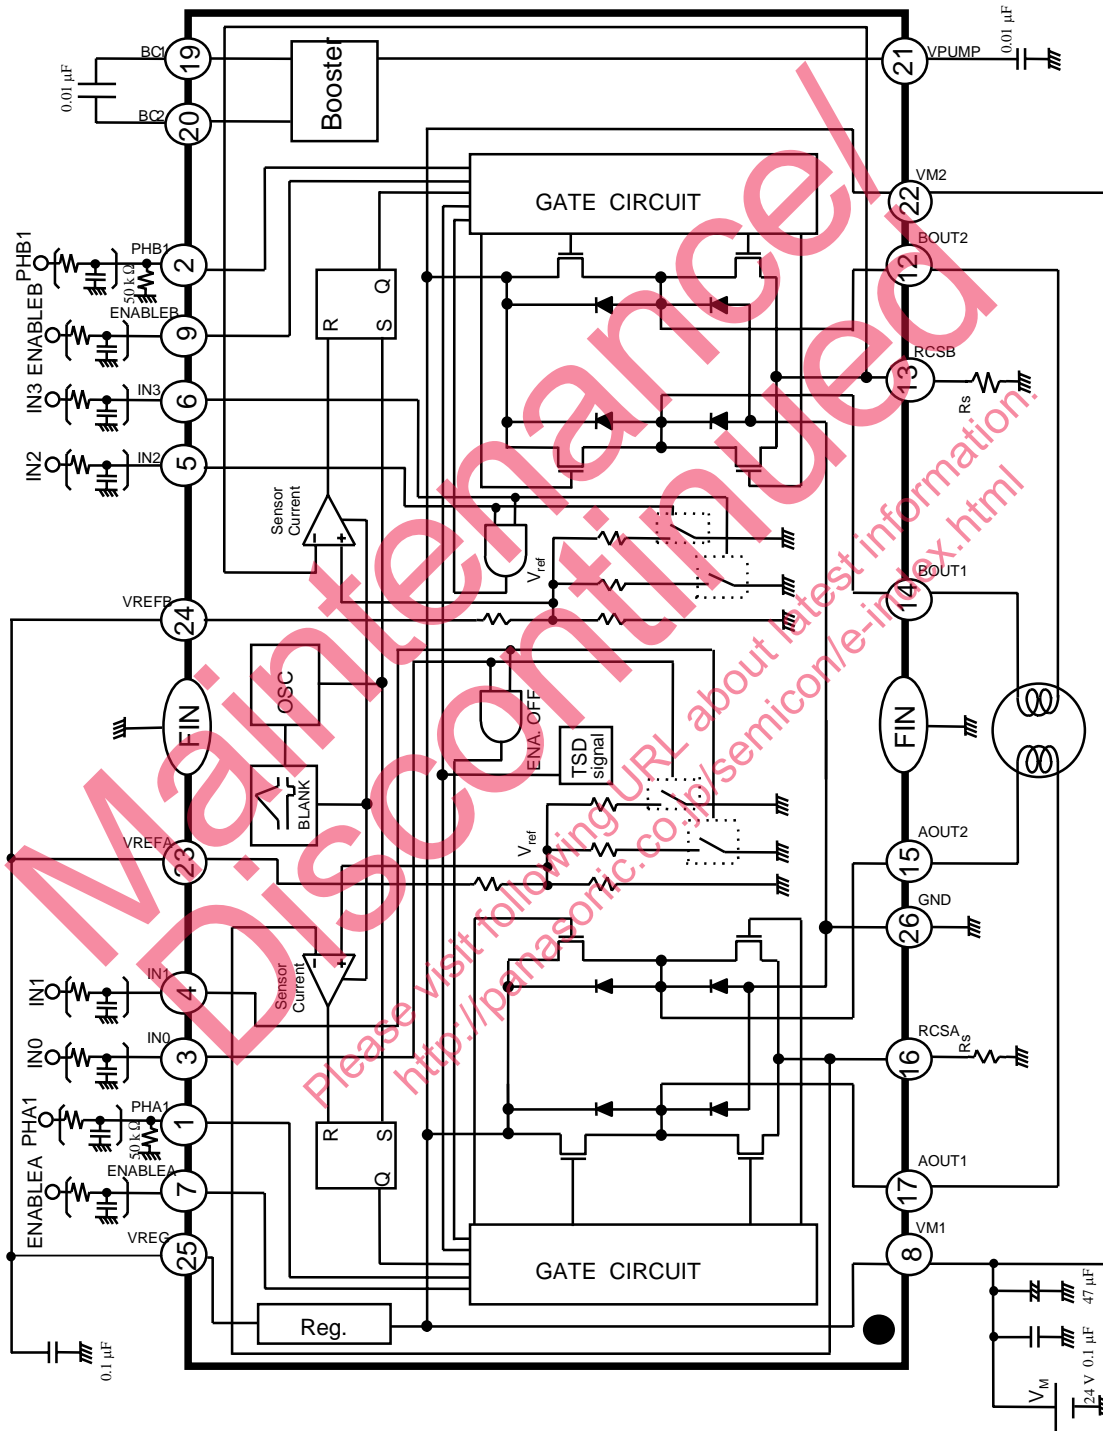 0.01 µF
BC1
19
BC2
20
Booster
21
VPUMP
0.01 µF
PHB1
PHB1
2
50 kΩ
ENABLEB
ENABLEB
9
IN3
IN3
6
IN2
IN2
5
GATE CIRCUIT
R
Q
S
22
VM2
12
BOUT2
13
RCSB
Rs
Sensor
Current
−
+
Vref
VREFB
24
14
BOUT1
OSC
FIN
ENA. OFF
TSD
signal
FIN
BLANK
VREFA
23
Vref
15
AOUT2
26
GND
IN1
IN1
4
IN0
IN0
3
Sensor
Current
−
+
16
RCSA
Rs
PHA1
PHA1
1
50 kΩ
ENABLEA
ENABLEA
7
R
S
Q
17
AOUT1
VREG
25
GATE CIRCUIT
8
VM1
Reg.
0.1 µF
47 µF
0.1 µF
VM
24 V
Maintenance/
Discontinued
Please visit following URL about latest information.
http://panasonic.co.jp/semicon/e-index.html